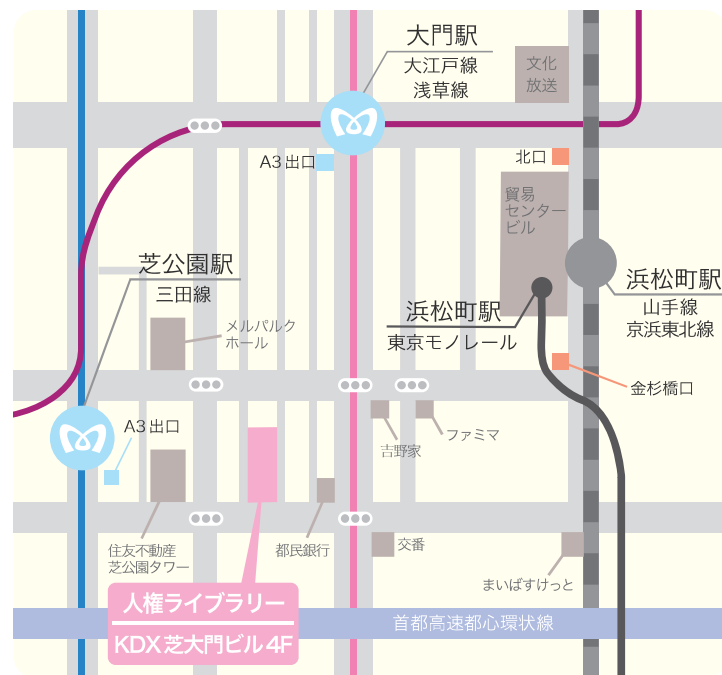 大門駅
大江戸線
浅草線
文化
放送
A3 出口
北口
貿易
センター
ビル
芝公園駅
三田線
浜松町駅
山手線
京浜東北線
浜松町駅
東京モノレール
メルパルク
ホール
金杉橋口
A3 出口
吉野家
ファミマ
住友不動産
芝公園タワー
都民銀行
交番
まいばすけっと
人権ライブラリー
KDX 芝大門ビル 4F
首都高速都心環状線